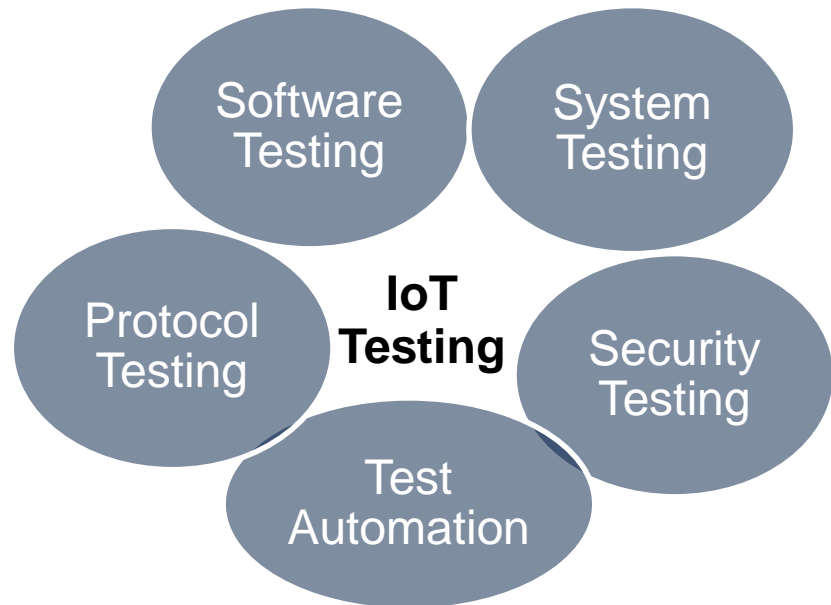 Software
Testing
System
Testing
Protocol
Testing
IoT
Testing
Security
Testing
Test
Automation